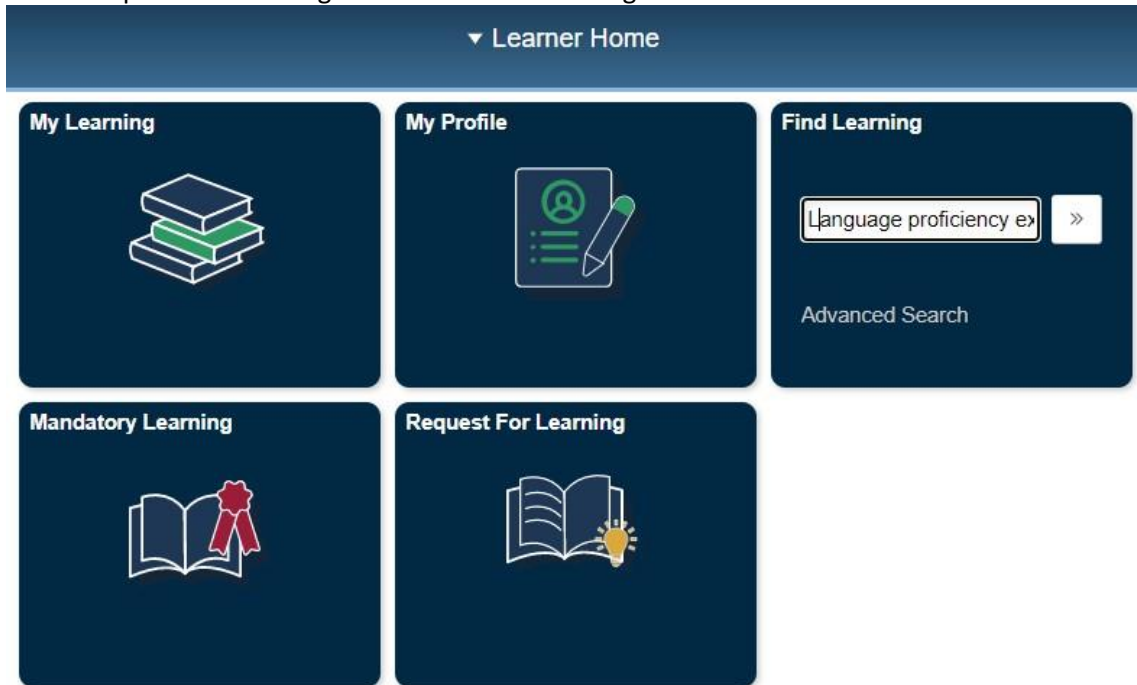 Learner Home
My Learning
My Profile
Find Learning
Language proficiency ex
»
Advanced Search
Mandatory Learning
Request For Learning